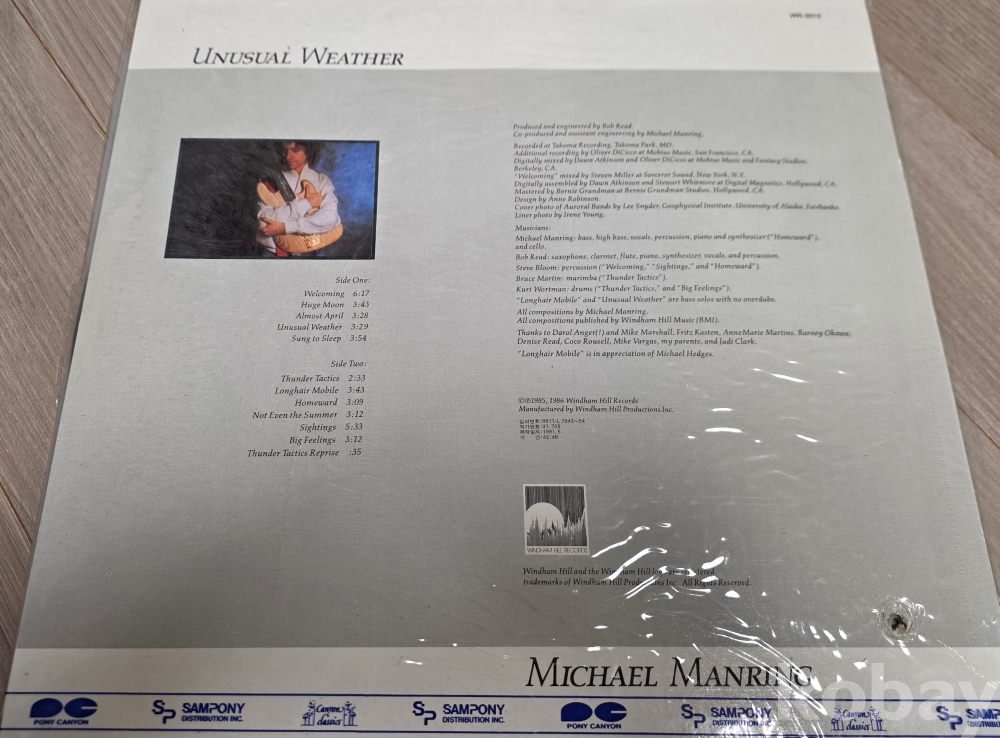 UNUSUAL WEATHER
Produced and engineered by Bob Read.
Co-produced and assistant engineering by Michael Manring.
Recorded at Takoma Recording, Takoma Park, MD.
Additional recording by Oliver DiCicco at Mobius Music, San Francisco, CA.
Digitally mixed by Dawn Atkinson and Oliver DiCicco at Mobius Music and Fantasy Studios,
Berkeley, CA.
"Welcoming" mixed by Steven Miller at Sorcerer Sound, New York, N.Y.
Digitally assembled by Dawn Atkinson and Stewart Whitmore at Digital Magnetics, Hollywood, CA.
Mastered by Bernie Grundman at Bernie Grundman Studios, Hollywood, CA.
Design by Anne Robinson.
Cover photo of Auroral Bands by Lee Snyder, Geophysical Institute, University of Alaska, Fairbanks.
Liner photo by Irene Young.
Musicians:
Michael Manring: bass, high bass, vocals, percussion, piano and synthesizer ("Homeward"),
and cello.
Bob Read: saxophone, clarinet, flute, piano, synthesizer, vocals, and percussion.
Steve Bloom: percussion ("Welcoming," "Sightings," and "Homeward").
Bruce Martin: marimba ("Thunder Tactics").
Kurt Wortman: drums ("Thunder Tactics," and "Big Feelings").
"Longhair Mobile" and "Unusual Weather" are bass solos with no overdubs.
All compositions by Michael Manring.
All compositions published by Windham Hill Music (BMI).
Thanks to Darol Anger(!) and Mike Marshall, Fritz Kasten, AnneMarie Martins, Barney
Denise Read, Coco Rousell, Mike Vargas, my parents, and Judi Clark.
"Longhair Mobile" is in appreciation of Michael Hedges.
Side One:
Welcoming 6:17
Huge Moon 3:43
Almost April 3:28
Unusual Weather 3:29
Sung to Sleep 3:54
Side Two:
Thunder Tactics 2:33
Longhair Mobile 3:43
Homeward 3:09
Not Even the Summer 3:12
Sightings 5:33
Big Feelings 3:12
Thunder Tactics Reprise :35
©℗1985, 1986 Windham Hill Records
Manufactured by Windham Hill Productions Inc.
WINDHAM HILL RECORDS
Windham Hill and the Windham Hill logo are registered
trademarks of Windham Hill Productions Inc. All Rights Reserved.
MICHAEL MANRING
PONY CANYON
SP SAMPONY
DISTRIBUTION INC.
Canyon
classics
SP SAMPONY
DISTRIBUTION INC.
PONY CANYON
SP SAMPONY
DISTRIBUTION INC.
Canyon
classics
obay